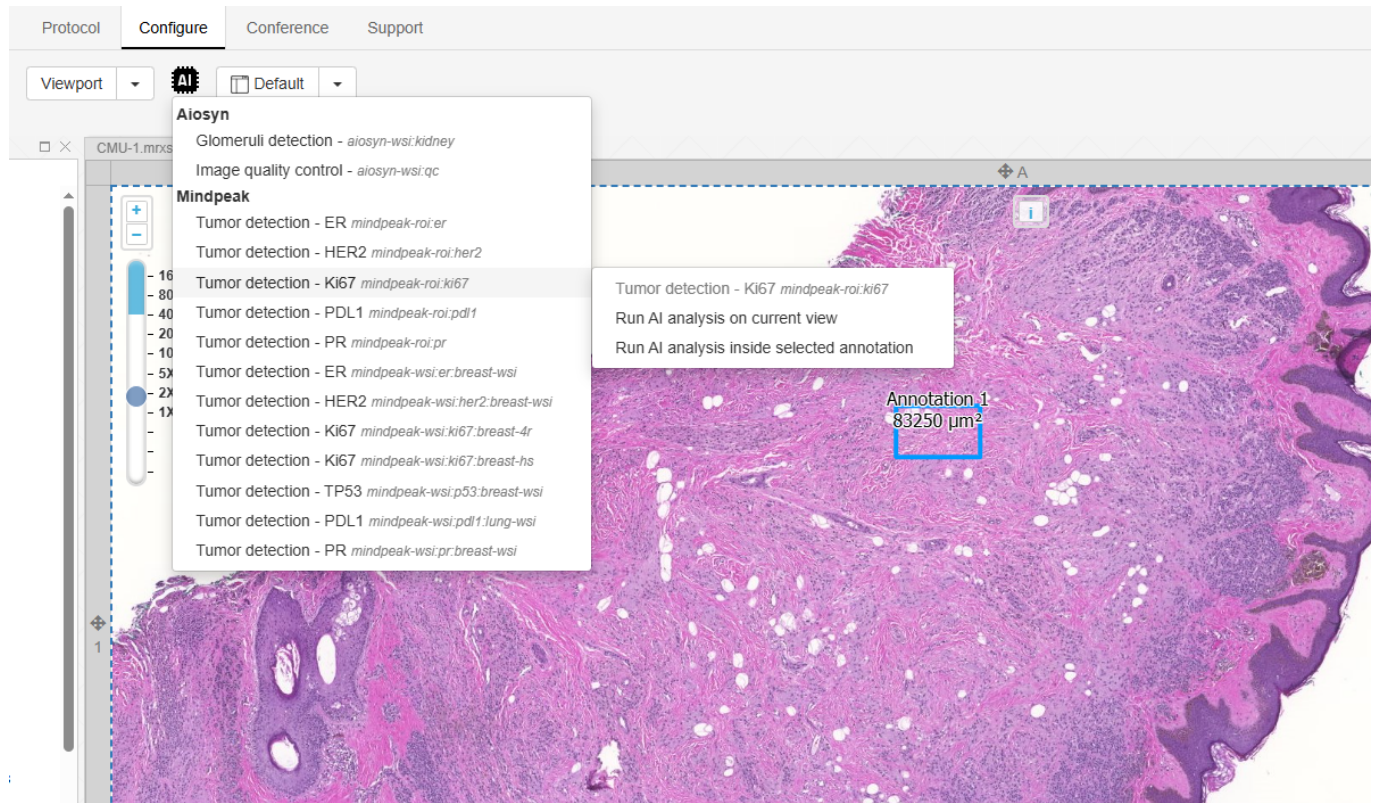 Protocol Configure Conference Support
Viewport AI Default
Aiosyn
Glomeruli detection - aiosyn-wsi:kidney
CMU-1.mrxs
Image quality control - aiosyn-wsi:qc
A
Mindpeak
+
i
Tumor detection - ER mindpeak-roi:er
-
Tumor detection - HER2 mindpeak-roi:her2
16
Tumor detection - Ki67 mindpeak-roi:ki67
Tumor detection - Ki67 mindpeak-roi:ki67
80
40
Tumor detection - PDL1 mindpeak-roi:pdl1
Run AI analysis on current view
20
Tumor detection - PR mindpeak-roi:pr
Run AI analysis inside selected annotation
10
5X
Tumor detection - ER mindpeak-wsi:er:breast-wsi
2X
Tumor detection - HER2 mindpeak-wsi:her2:breast-wsi
Annotation 1
1X
83250 µm²
Tumor detection - Ki67 mindpeak-wsi:ki67:breast-4r
Tumor detection - Ki67 mindpeak-wsi:ki67:breast-hs
Tumor detection - TP53 mindpeak-wsi:p53:breast-wsi
Tumor detection - PDL1 mindpeak-wsi:pdl1:lung-wsi
Tumor detection - PR mindpeak-wsi:pr:breast-wsi
1